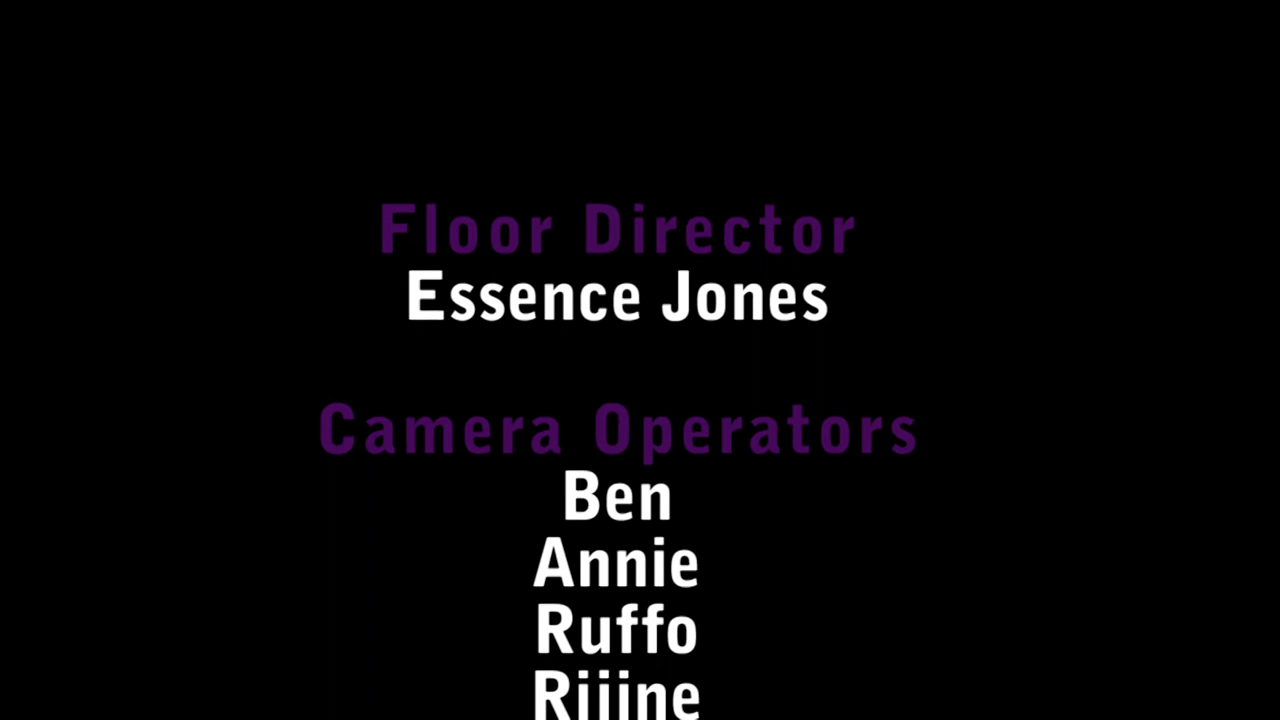 Floor Director
Essence Jones
Camera Operators
Ben
Annie
Ruffo